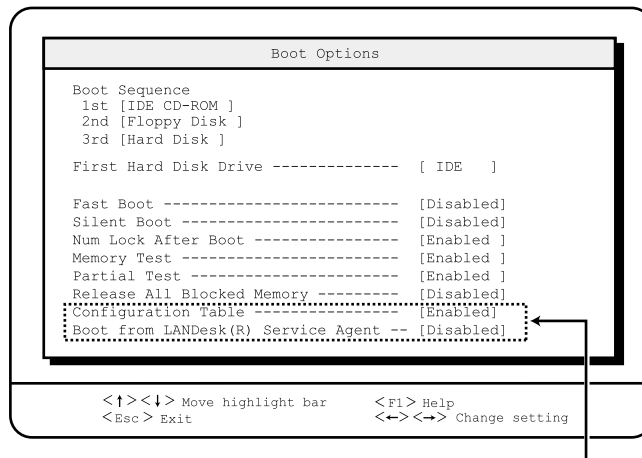 Boot Options
Boot Sequence
1st [IDE CD-ROM ]
2nd [Floppy Disk ]
3rd [Hard Disk ]
First Hard Disk Drive -------------- [ IDE   ]
Fast Boot -------------------------- [Disabled]
Silent Boot ------------------------ [Disabled]
Num Lock After Boot ---------------- [Enabled ]
Memory Test ------------------------ [Enabled ]
Partial Test ----------------------- [Enabled ]
Release All Blocked Memory --------- [Disabled]
Configuration Table ---------------- [Enabled]
Boot from LANDesk(R) Service Agent -- [Disabled]
<↑><↓> Move highlight bar <F1> Help
<Esc> Exit <←><→> Change setting